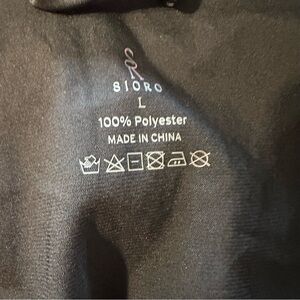 SIORO
L
100% Polyester
MADE IN CHINA